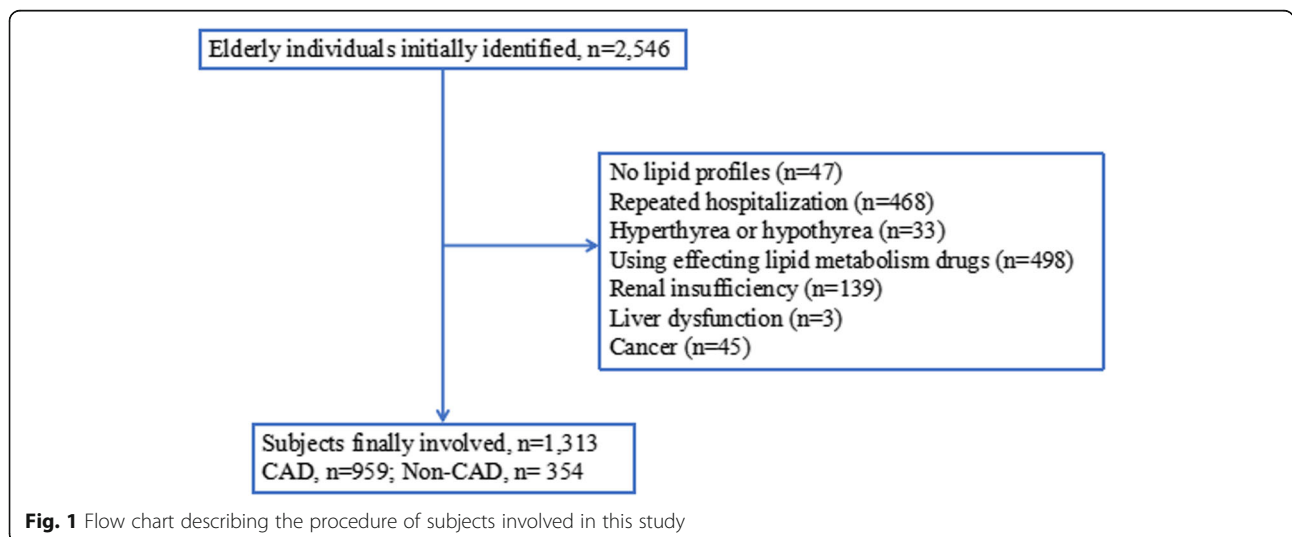 Elderly individuals initially identified, n=2,546
No lipid profiles (n=47)
Repeated hospitalization (n=468)
Hyperthyrea or hypothyrea (n=33)
Using effecting lipid metabolism drugs (n=498)
Renal insufficiency (n=139)
Liver dysfunction (n=3)
Cancer (n=45)
Subjects finally involved, n=1,313
CAD, n=959; Non-CAD, n= 354
Fig. 1 Flow chart describing the procedure of subjects involved in this study